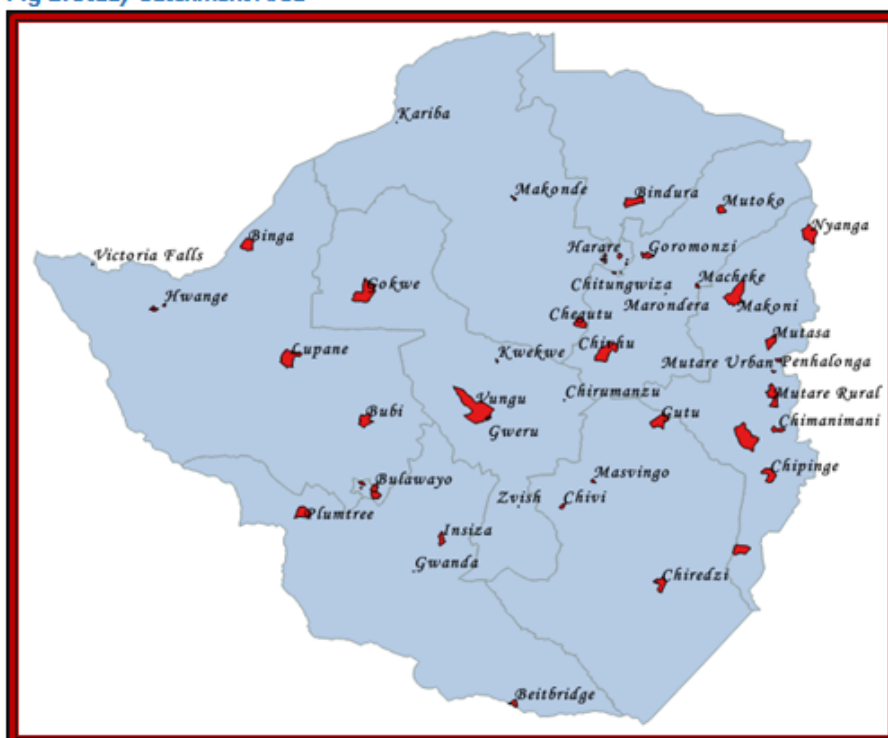 Kariba
Makonde
Bindura
Mutoko
Nyanga
Binga
Victoria Falls
Harare
Goromonzi
Hwange
Gokwe
Chitungwiza
Macheke
Marondera
Makoni
Chegutu
Mutasa
Lupane
Kwekwe
Chivhu
Mutare Urban
Penhalonga
Vungu
Chirumanzu
Mutare Rural
Bubi
Gweru
Gutu
Chimanimani
Chipinge
Bulawayo
Masvingo
Plumtree
Zvish
Chivi
Insiza
Gwanda
Chiredzi
Beitbridge